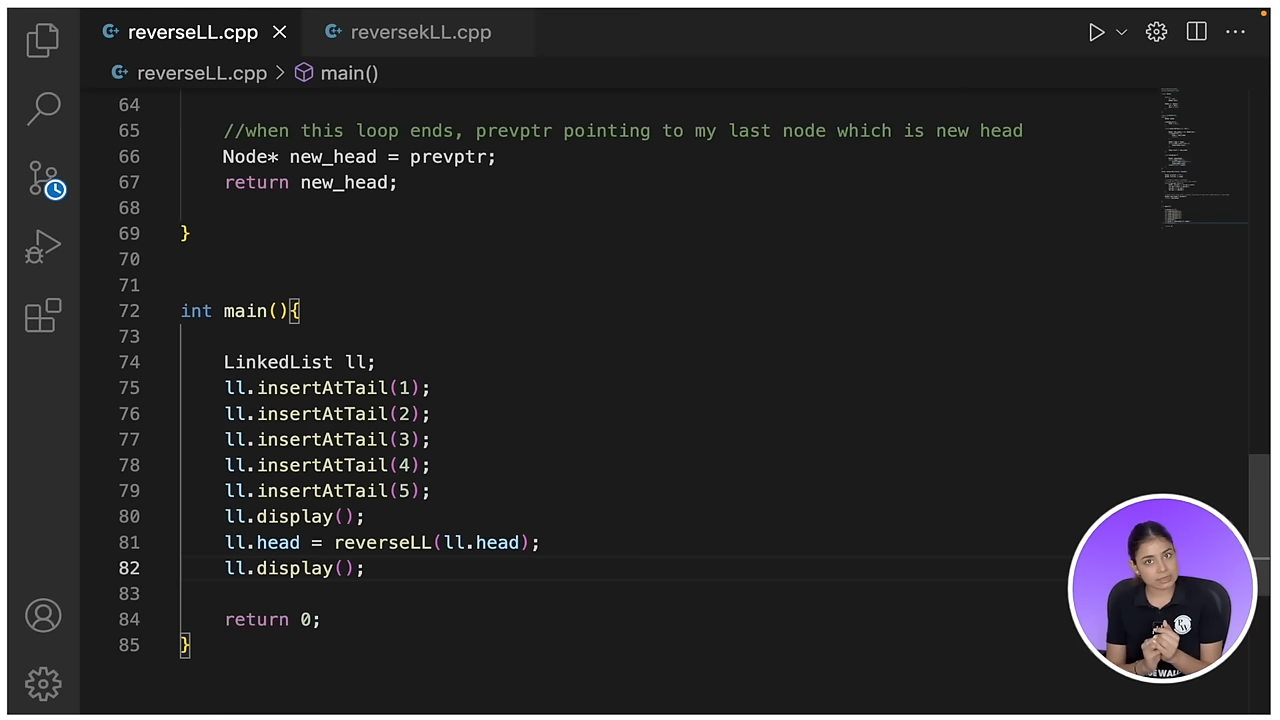 reverseLL.cpp
reversekLL.cpp
reverseLL.cpp > main()
64
65 //when this loop ends, prevptr pointing to my last node which is new head
66 Node* new_head = prevptr;
67 return new_head;
68
69 }
70
71
72 int main(){
73
74 LinkedList ll;
75 ll.insertAtTail(1);
76 ll.insertAtTail(2);
77 ll.insertAtTail(3);
78 ll.insertAtTail(4);
79 ll.insertAtTail(5);
80 ll.display();
81 ll.head = reverseLL(ll.head);
82 ll.display();
83
84 return 0;
85 }
PW